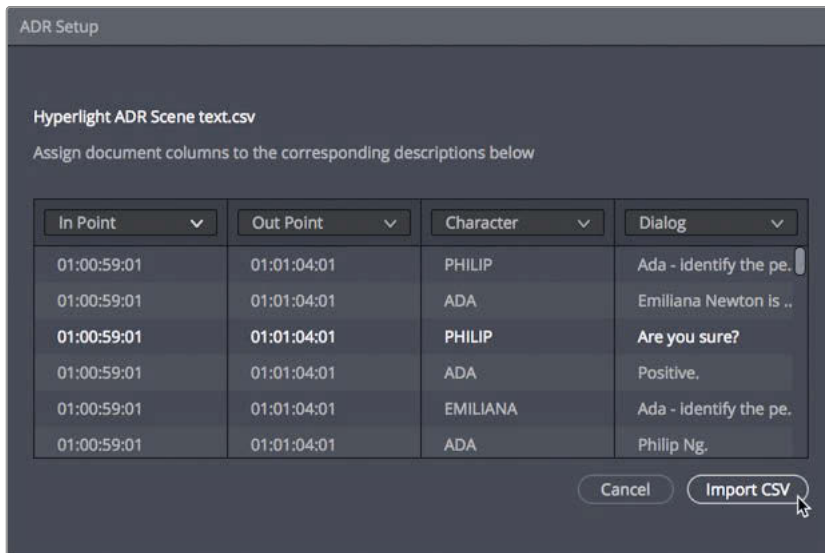 ADR Setup
Hyperlight ADR Scene text.csv
Assign document columns to the corresponding descriptions below
In Point Out Point Character Dialog
01:00:59:01 01:01:04:01 PHILIP Ada - identify the pe.
01:00:59:01 01:01:04:01 ADA Emiliana Newton is ..
01:00:59:01 01:01:04:01 PHILIP Are you sure?
01:00:59:01 01:01:04:01 ADA Positive.
01:00:59:01 01:01:04:01 EMILIANA Ada - identify the pe.
01:00:59:01 01:01:04:01 ADA Philip Ng.
Cancel Import CSV